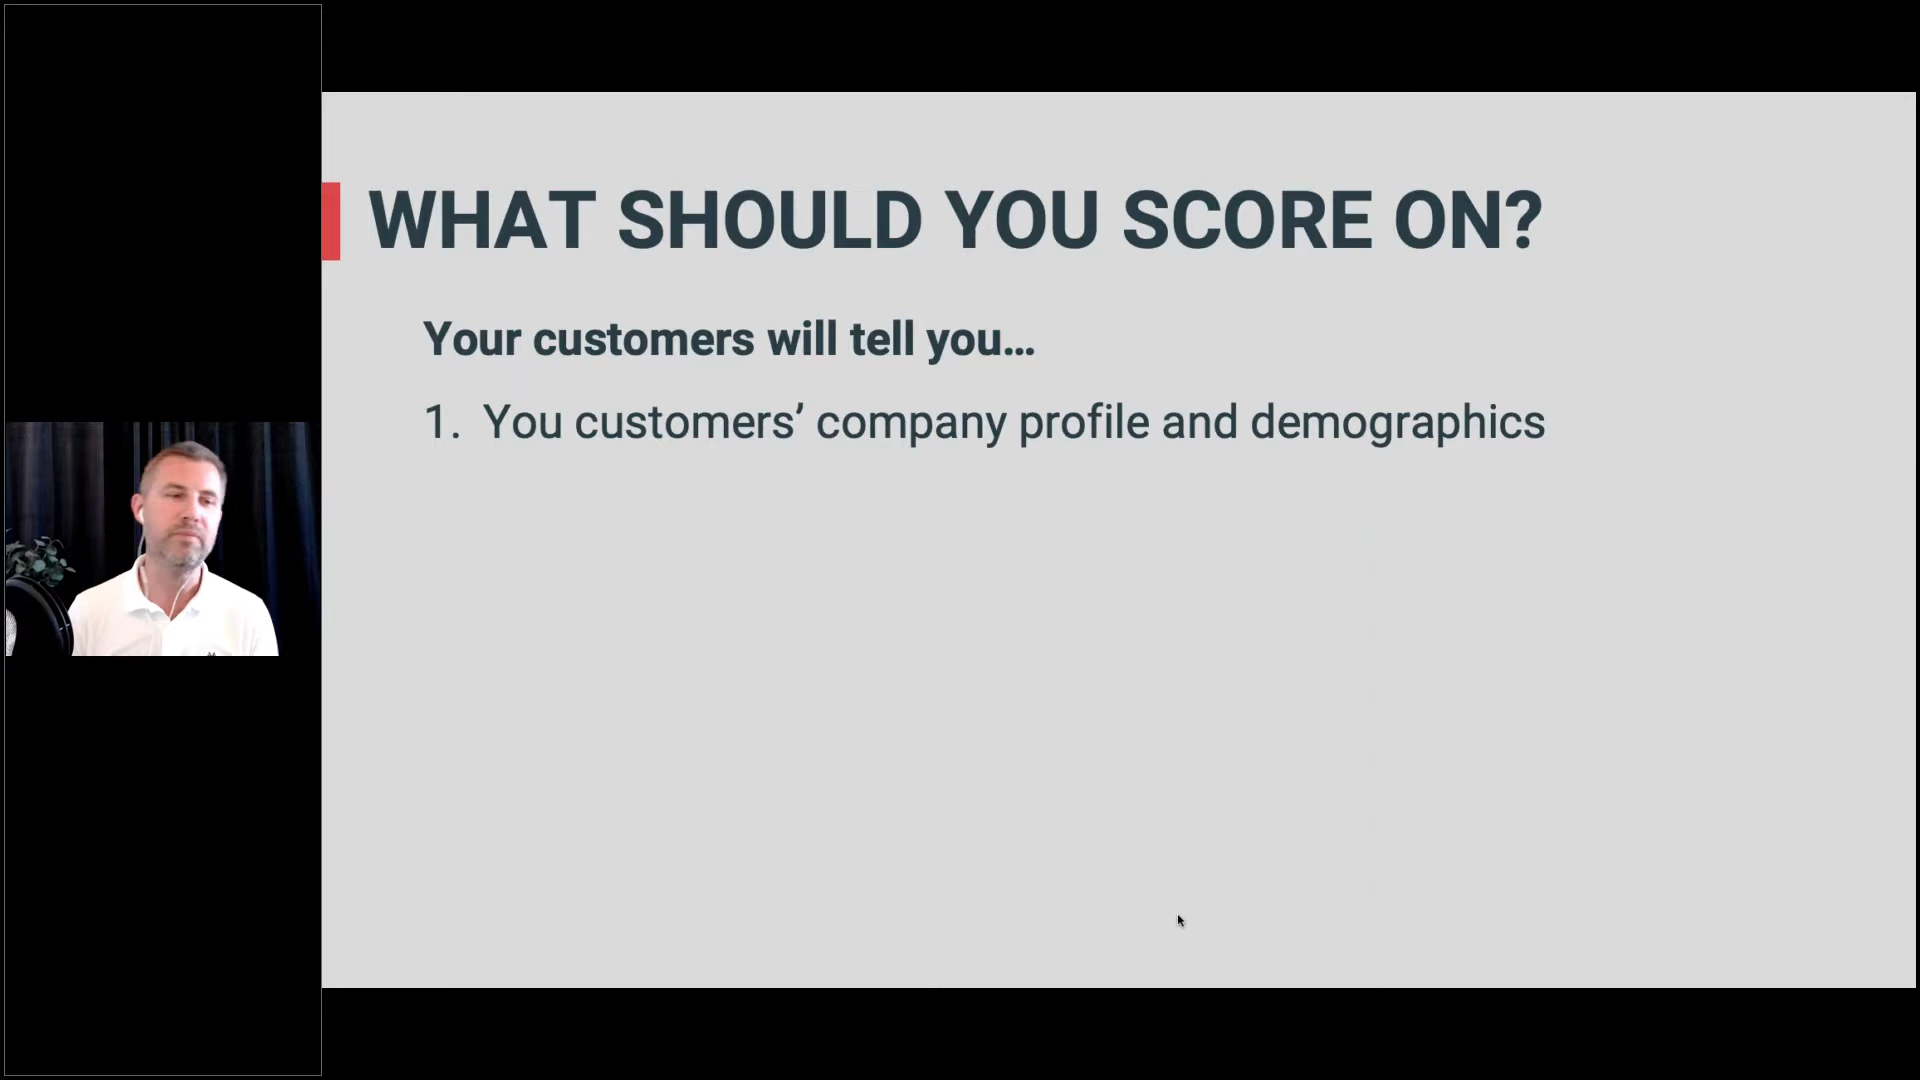 WHAT SHOULD YOU SCORE ON?
Your customers will tell you…
1. You customers’ company profile and demographics